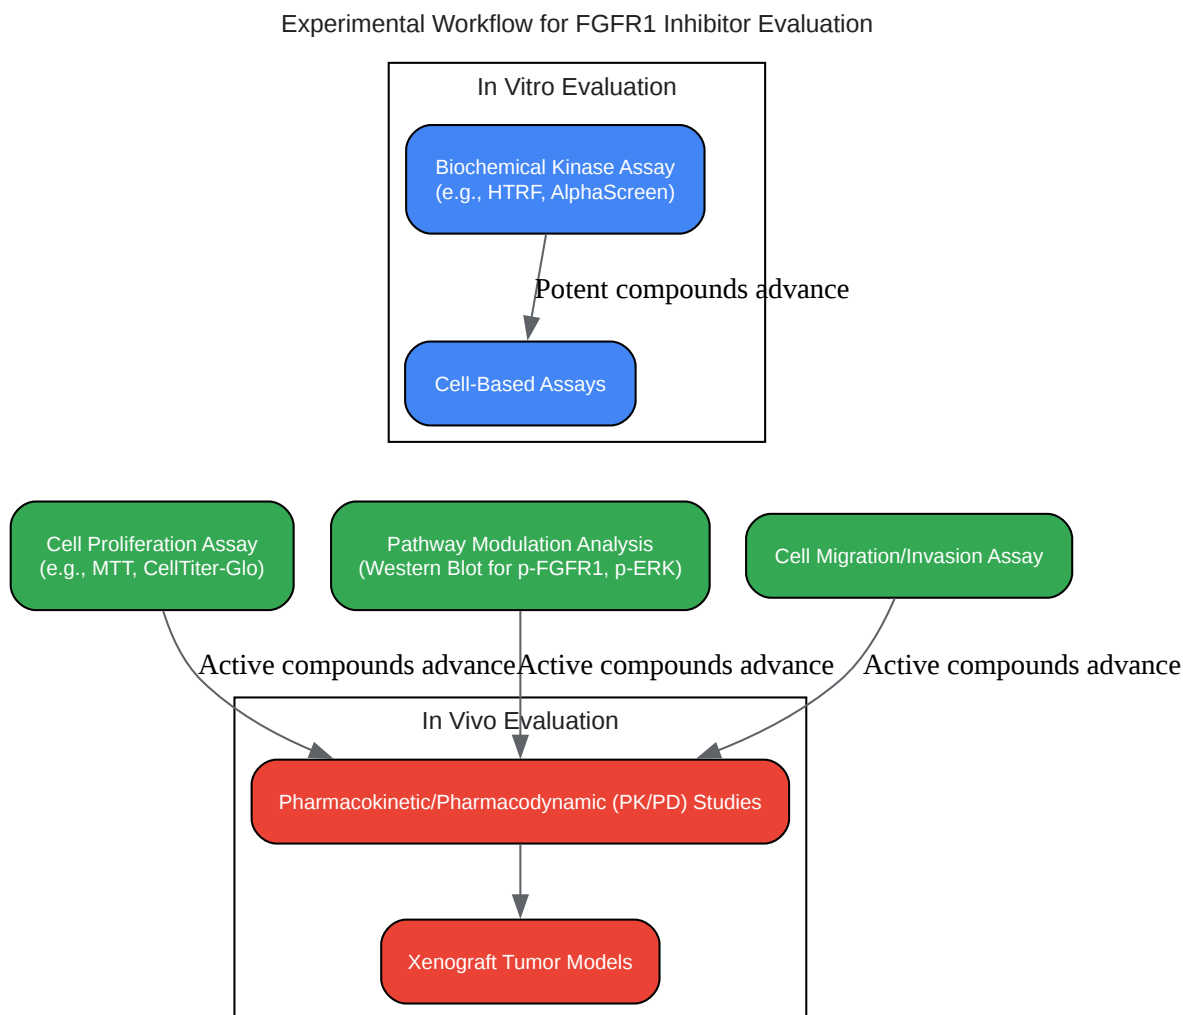 Experimental Workflow for FGFR1 Inhibitor Evaluation
In Vitro Evaluation
Biochemical Kinase Assay
(e.g., HTRF, AlphaScreen)
Potent compounds advance
Cell-Based Assays
Cell Proliferation Assay
(e.g., MTT, CellTiter-Glo)
Pathway Modulation Analysis
(Western Blot for p-FGFR1, p-ERK)
Cell Migration/Invasion Assay
Active compounds advance
Active compounds advance
Active compounds advance
In Vivo Evaluation
Pharmacokinetic/Pharmacodynamic (PK/PD) Studies
Xenograft Tumor Models